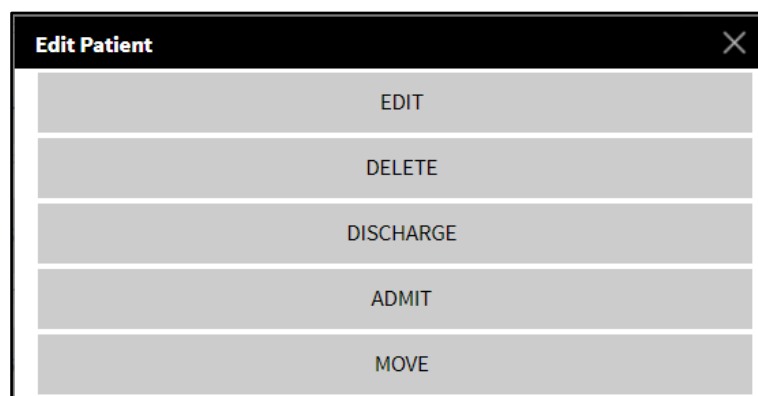 Edit Patient
EDIT
DELETE
DISCHARGE
ADMIT
MOVE